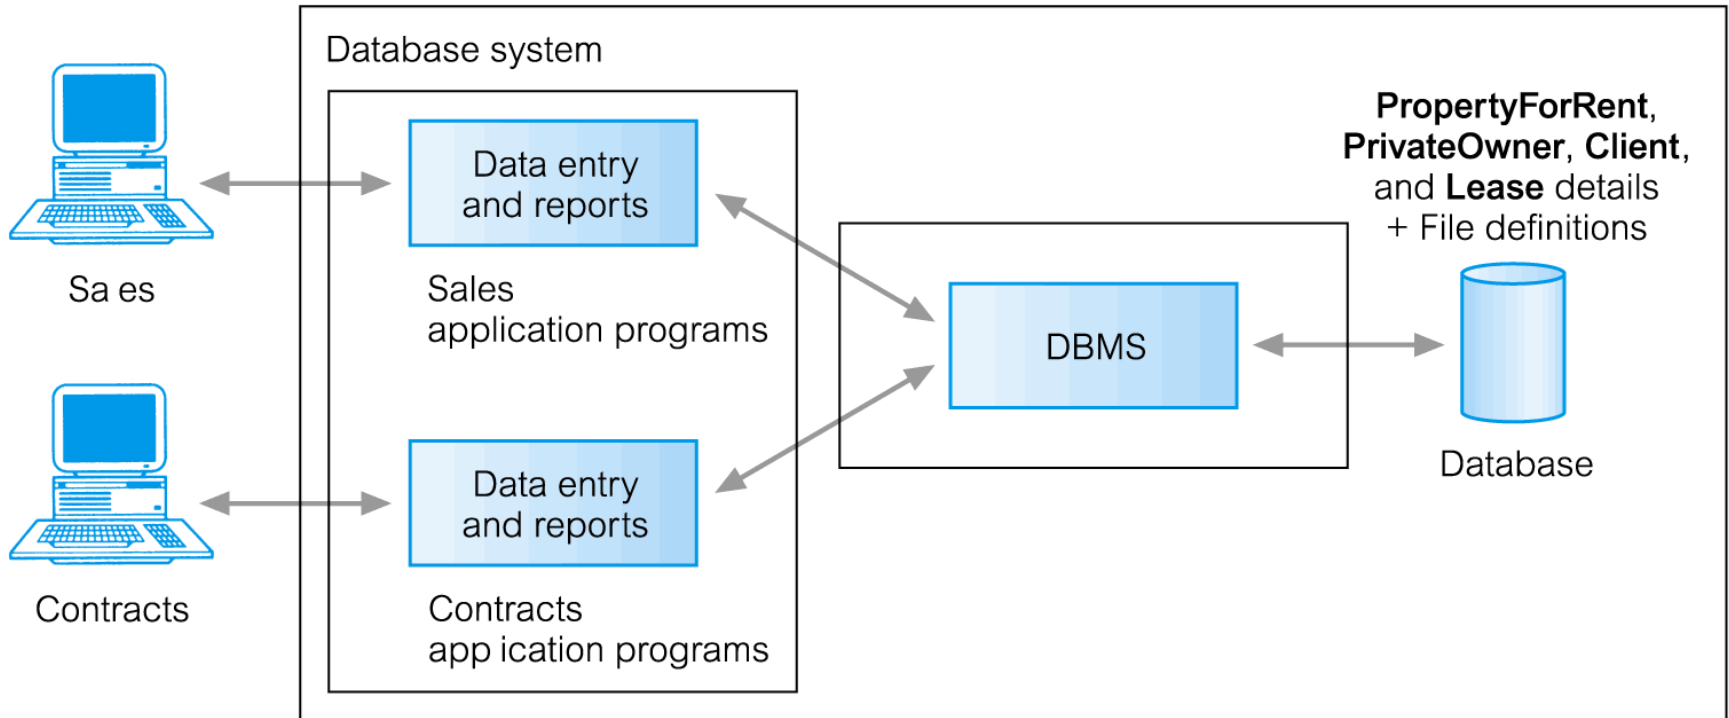 Database system
PropertyForRent,
PrivateOwner, Client,
and Lease details
+ File definitions
Data entry
and reports
Sa es
Sales
application programs
DBMS
Database
Data entry
and reports
Contracts
Contracts
app ication programs